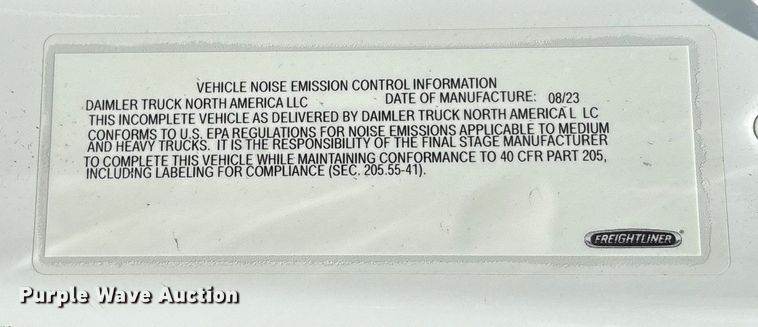 VEHICLE NOISE EMISSION CONTROL INFORMATION
DAIMLER TRUCK NORTH AMERICA LLC DATE OF MANUFACTURE: 08/23
THIS INCOMPLETE VEHICLE AS DELIVERED BY DAIMLER TRUCK NORTH AMERICA L LC
CONFORMS TO U.S. EPA REGULATIONS FOR NOISE EMISSIONS APPLICABLE TO MEDIUM
AND HEAVY TRUCKS. IT IS THE RESPONSIBILITY OF THE FINAL STAGE MANUFACTURER
TO COMPLETE THIS VEHICLE WHILE MAINTAINING CONFORMANCE TO 40 CFR PART 205,
INCLUDING LABELING FOR COMPLIANCE (SEC. 205.55-41).
FREIGHTLINER
Purple Wave Auction